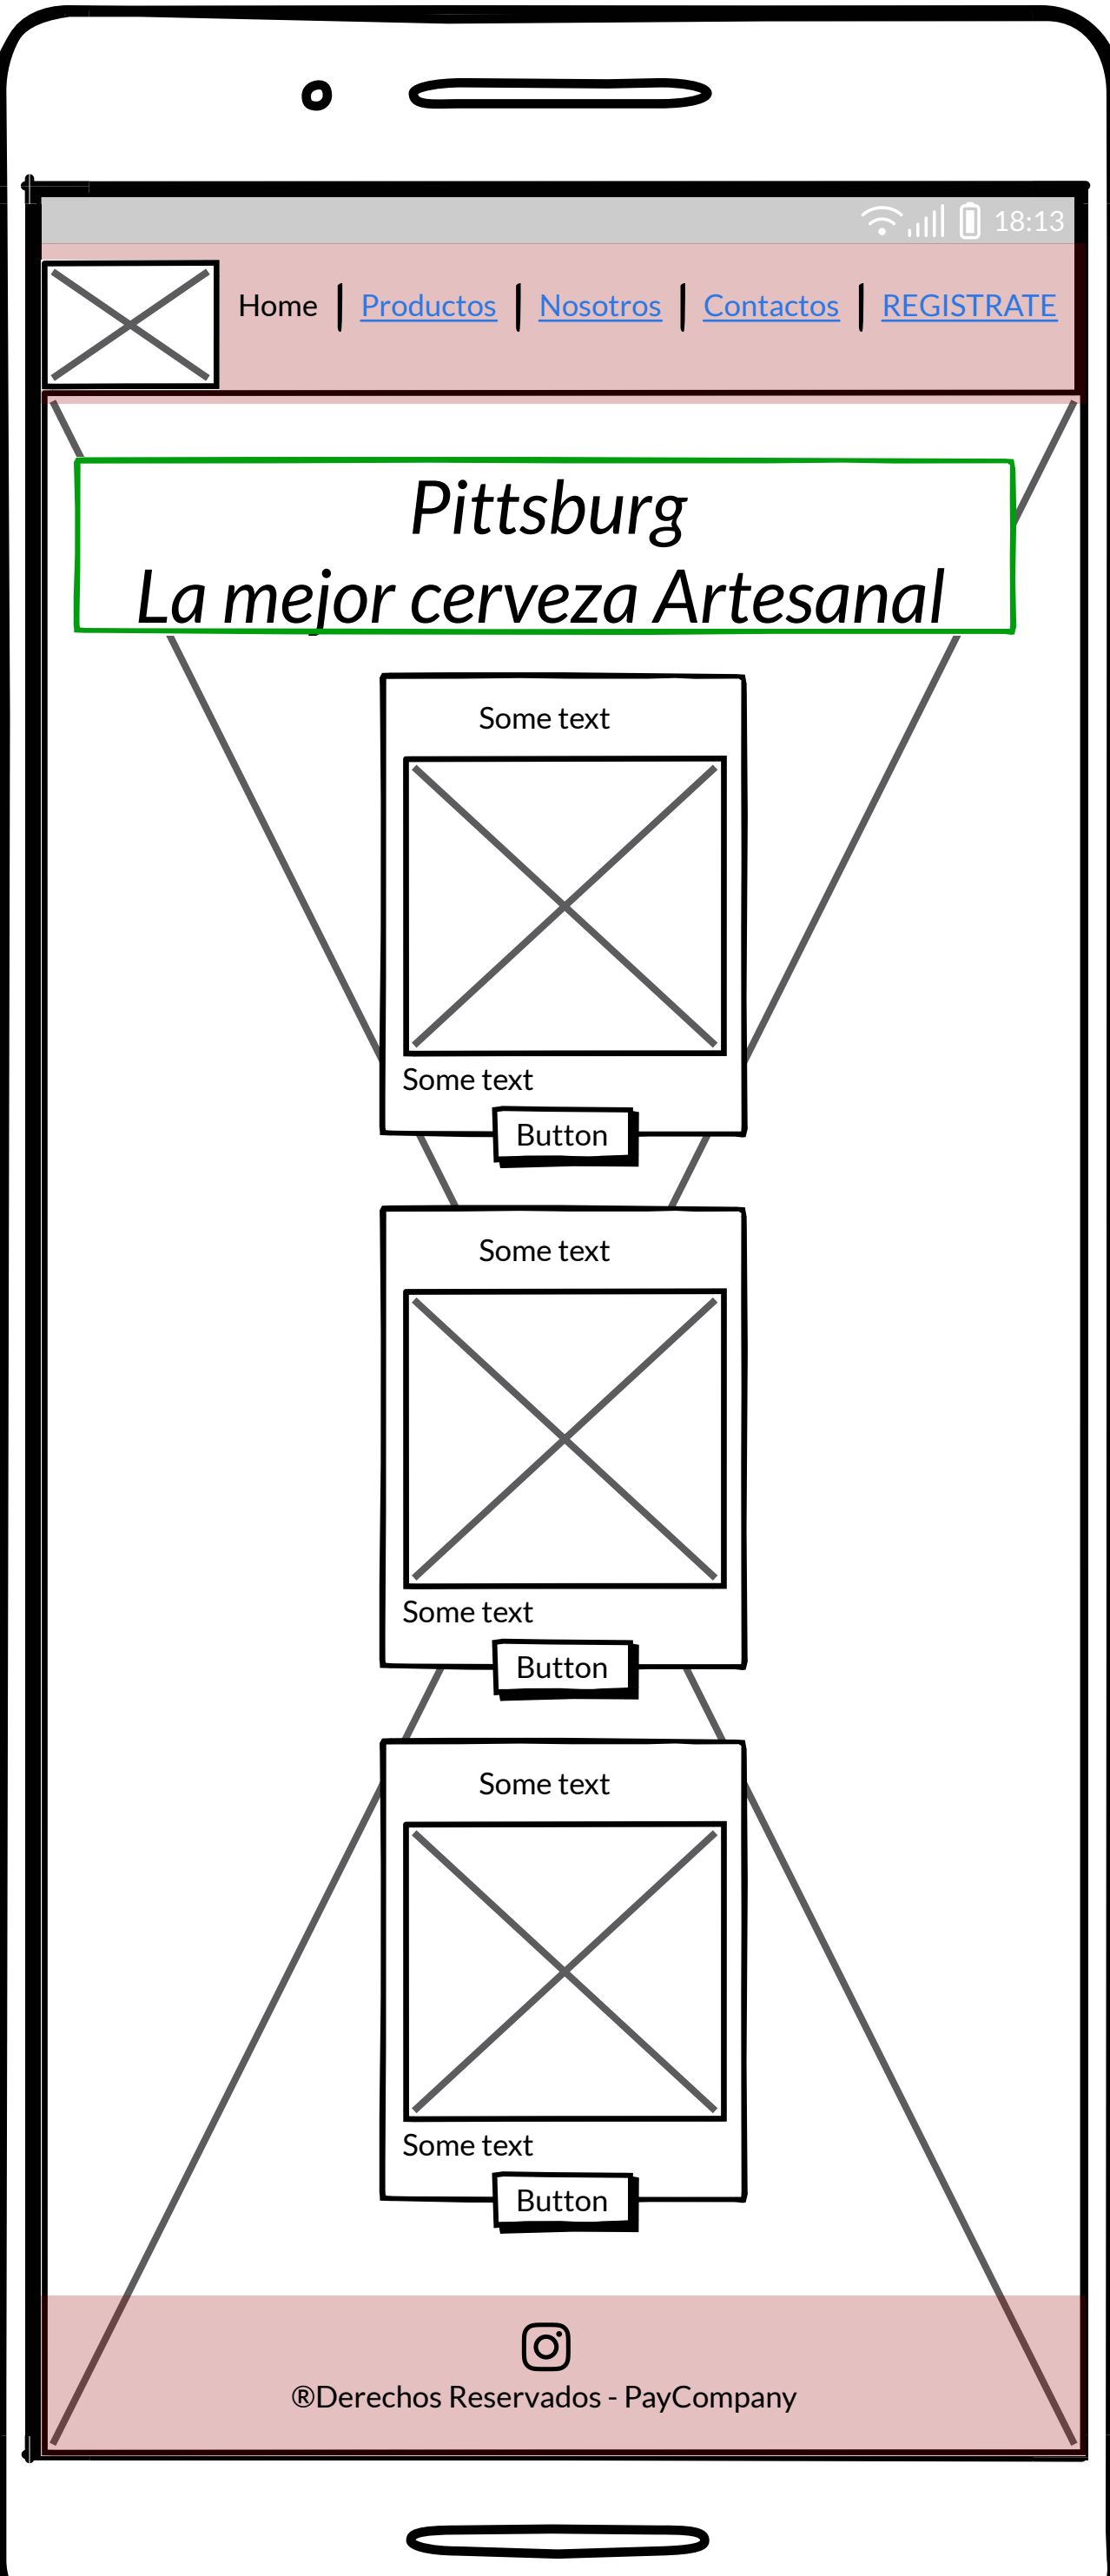 18:13
Home Productos Nosotros Contactos REGISTRATE
Pittsburg
La mejor cerveza Artesanal
Some text
Some text
Button
Some text
Some text
Button
Some text
Some text
Button
®Derechos Reservados - PayCompany